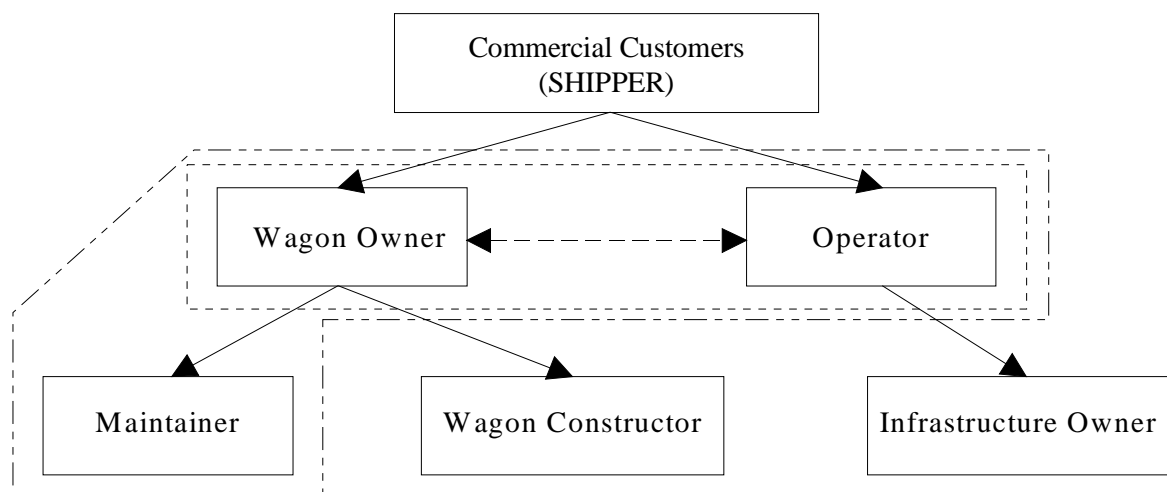 Commercial Customers
(SHIPPER)
Wagon Owner
Operator
Maintainer
Wagon Constructor
Infrastructure Owner